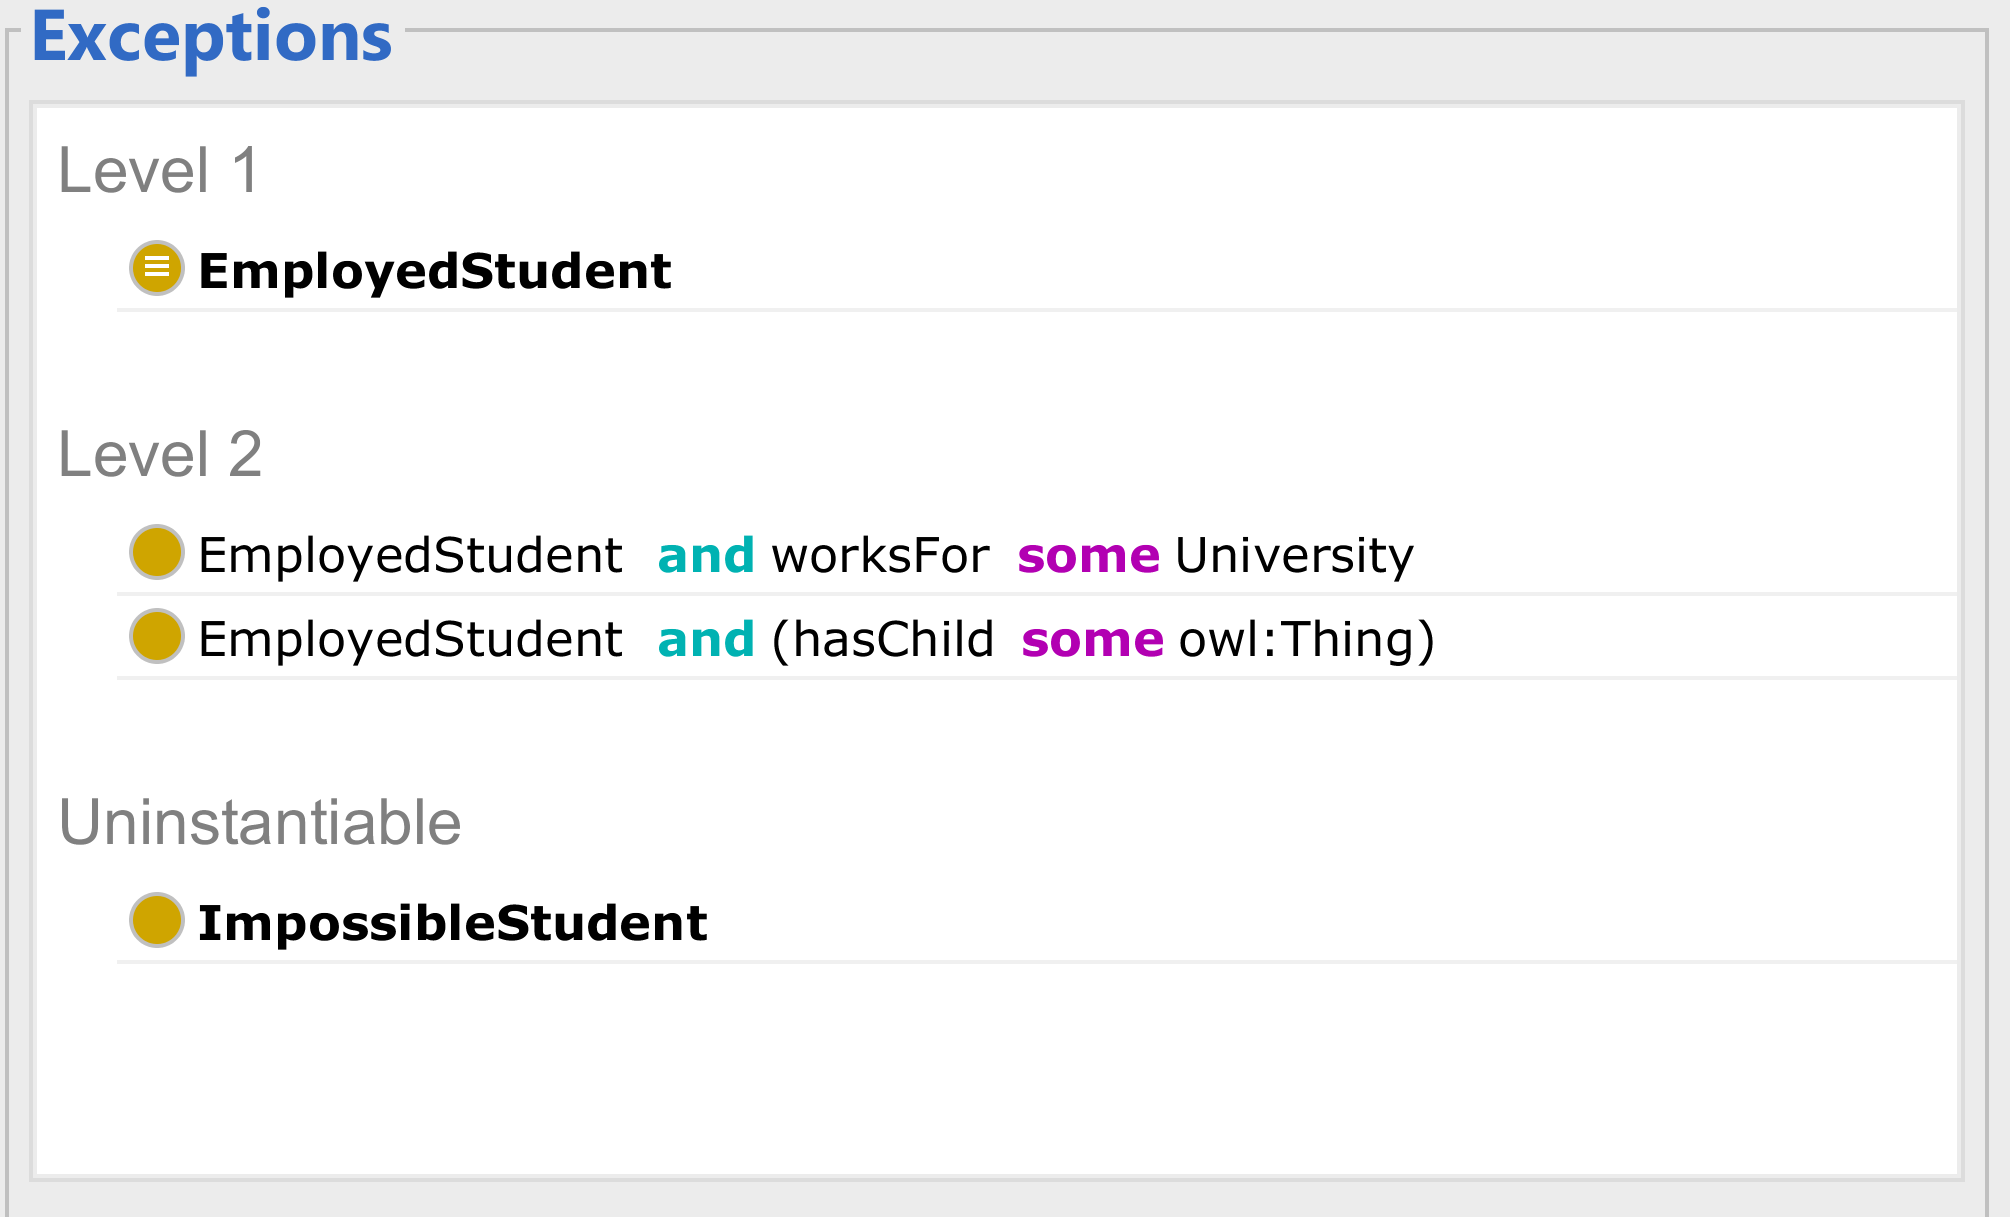 Exceptions
Level 1
EmployedStudent
Level 2
EmployedStudent and worksFor some University
EmployedStudent and (hasChild some owl:Thing)
Uninstantiable
ImpossibleStudent